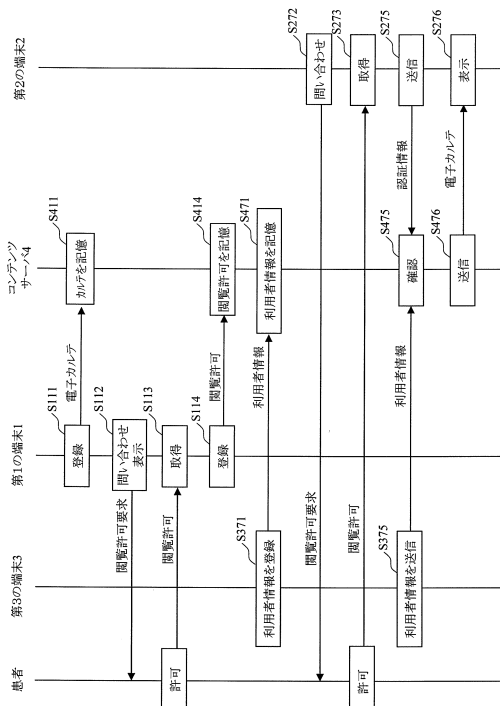 患者
第3の端末3
第1の端末1
コンテンツ
サーバ4
第2の端末2
S111
登録
電子カルテ
S411
カルテを記憶
S112
問い合わせ
表示
閲覧許可要求
許可
閲覧許可
S113
取得
S114
登録
閲覧許可
S414
閲覧許可を記憶
S371
利用者情報を登録
利用者情報
S471
利用者情報を記憶
S272
問い合わせ
閲覧許可要求
許可
閲覧許可
S273
取得
S375
利用者情報を送信
利用者情報
S475
確認
認証情報
S275
送信
S476
送信
電子カルテ
S276
表示